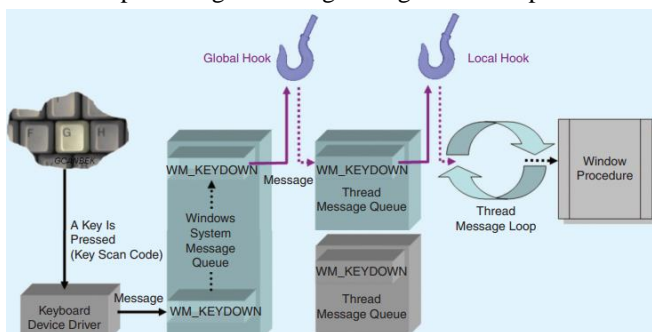 Global Hook
Local Hook
F
G
H
WM_KEYDOWN
Message
WM_KEYDOWN
Thread
Message Queue
Window
Procedure
Windows
System
Message
Queue
Thread
Message Loop
A Key Is
Pressed
(Key Scan Code)
WM_KEYDOWN
Thread
Message Queue
Keyboard
Device Driver
Message
WM_KEYDOWN